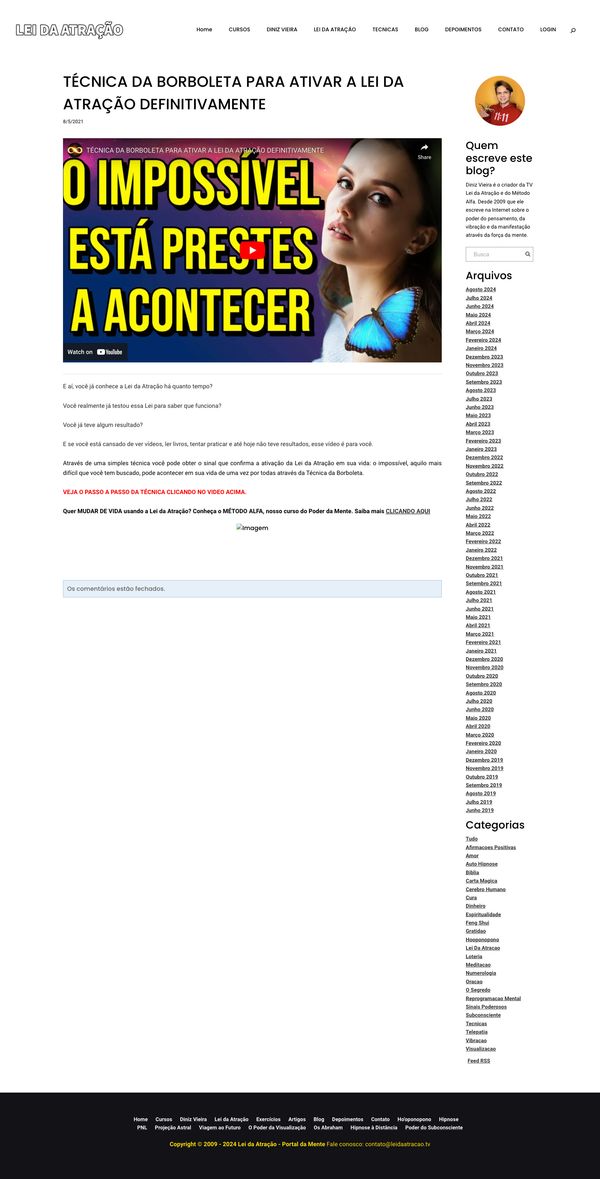 LEI DA ATRAÇÃO
Home CURSOS DINIZ VIEIRA LEI DA ATRAÇÃO TECNICAS BLOG DEPOIMENTOS CONTATO LOGIN
TÉCNICA DA BORBOLETA PARA ATIVAR A LEI DA
ATRAÇÃO DEFINITIVAMENTE
8/5/2021
TÉCNICA DA BORBOLETA PARA ATIVAR A LEI DA ATRAÇÃO DEFINITIVAMENTE
Share
O IMPOSSÍVEL
ESTÁ PRESTES
A ACONTECER
Watch on YouTube
E aí, você já conhece a Lei da Atração há quanto tempo?
Você realmente já testou essa Lei para saber que funciona?
Você já teve algum resultado?
E se você está cansado de ver vídeos, ler livros, tentar praticar e até hoje não teve resultados, esse vídeo é para você.
Através de uma simples técnica você pode obter o sinal que confirma a ativação da Lei da Atração em sua vida: o impossível, aquilo mais
difícil que você tem buscado, pode acontecer em sua vida de uma vez por todas através da Técnica da Borboleta.
VEJA O PASSO A PASSO DA TÉCNICA CLICANDO NO VIDEO ACIMA.
Quer MUDAR DE VIDA usando a Lei da Atração? Conheça o MÉTODO ALFA, nosso curso do Poder da Mente. Saiba mais CLICANDO AQUI
Imagem
Os comentários estão fechados.
11:11
Quem
escreve este
blog?
Diniz Vieira é o criador da TV
Lei da Atração e do Método
Alfa. Desde 2009 que ele
escreve na Internet sobre o
poder do pensamento, da
vibração e da manifestação
através da força da mente.
Busca
Arquivos
Agosto 2024
Julho 2024
Junho 2024
Maio 2024
Abril 2024
Março 2024
Fevereiro 2024
Janeiro 2024
Dezembro 2023
Novembro 2023
Outubro 2023
Setembro 2023
Agosto 2023
Julho 2023
Junho 2023
Maio 2023
Abril 2023
Março 2023
Fevereiro 2023
Janeiro 2023
Dezembro 2022
Novembro 2022
Outubro 2022
Setembro 2022
Agosto 2022
Julho 2022
Junho 2022
Maio 2022
Abril 2022
Março 2022
Fevereiro 2022
Janeiro 2022
Dezembro 2021
Novembro 2021
Outubro 2021
Setembro 2021
Agosto 2021
Julho 2021
Junho 2021
Maio 2021
Abril 2021
Março 2021
Fevereiro 2021
Janeiro 2021
Dezembro 2020
Novembro 2020
Outubro 2020
Setembro 2020
Agosto 2020
Julho 2020
Junho 2020
Maio 2020
Abril 2020
Março 2020
Fevereiro 2020
Janeiro 2020
Dezembro 2019
Novembro 2019
Outubro 2019
Setembro 2019
Agosto 2019
Julho 2019
Junho 2019
Categorias
Tudo
Afirmacoes Positivas
Amor
Auto Hipnose
Biblia
Carta Magica
Cerebro Humano
Cura
Dinheiro
Espiritualidade
Feng Shui
Gratidao
Hooponopono
Lei Da Atracao
Loteria
Meditacao
Numerologia
Oracao
O Segredo
Reprogramacao Mental
Sinais Poderosos
Subconsciente
Tecnicas
Telepatia
Vibracao
Visualizacao
Feed RSS
Home Cursos Diniz Vieira Lei da Atração Exercícios Artigos Blog Depoimentos Contato Ho'oponopono Hipnose
PNL Projeção Astral Viagem ao Futuro O Poder da Visualização Os Abraham Hipnose à Distância Poder do Subconsciente
Copyright © 2009 - 2024 Lei da Atração - Portal da Mente Fale conosco: contato@leidaatracao.tv